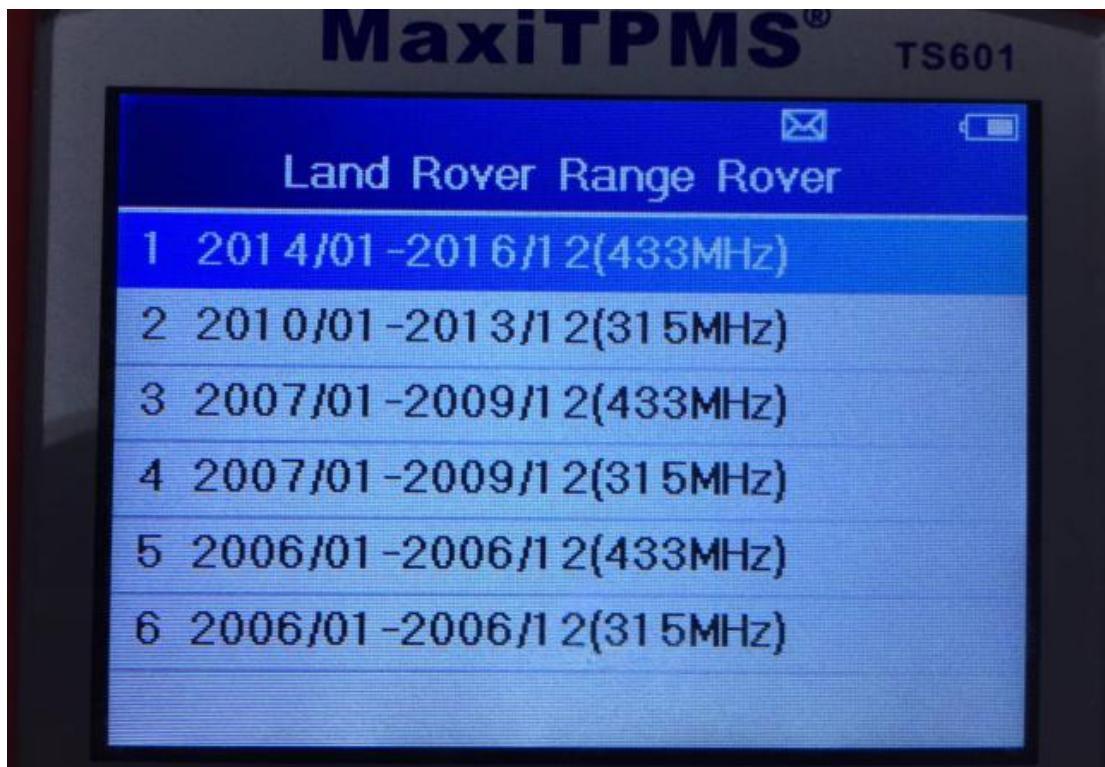 MaxiTPMS® TS601
Land Rover Range Rover
1 2014/01-2016/12(433MHz)
2 2010/01-2013/12(315MHz)
3 2007/01-2009/12(433MHz)
4 2007/01-2009/12(315MHz)
5 2006/01-2006/12(433MHz)
6 2006/01-2006/12(315MHz)